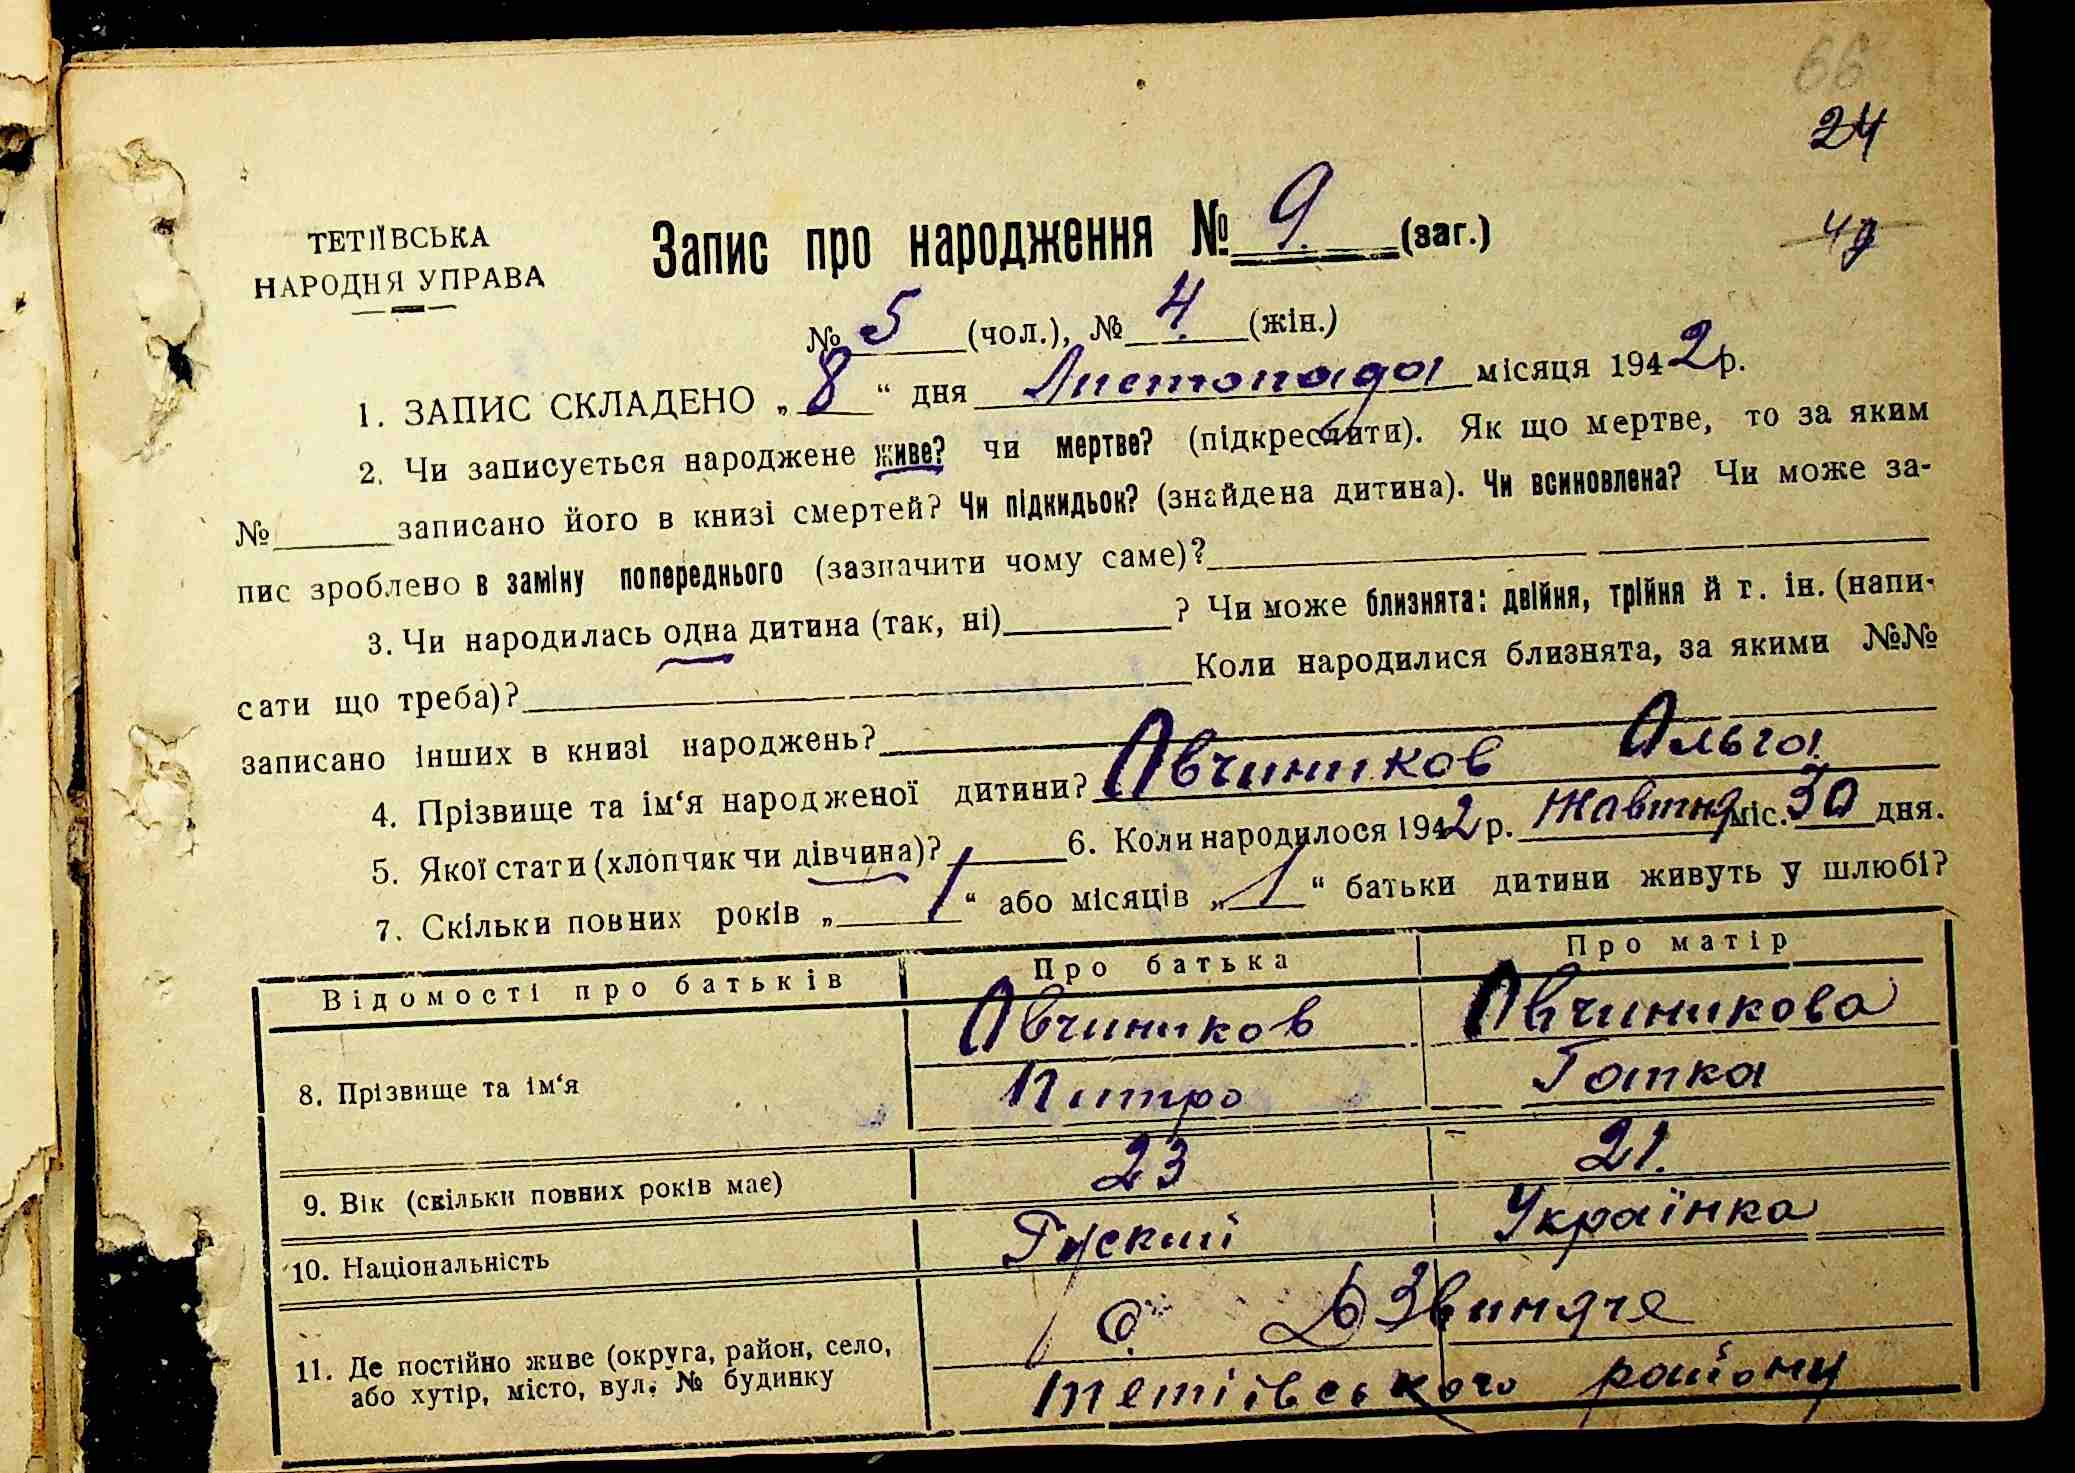 66
24
49
ТЕТІЇВСЬКА
НАРОДНЯ УПРАВА
Запис про народження № 9. (заг.)
№ 5 (чол.), № 4. (жін.)
1. ЗАПИС СКЛАДЕНО „ 8 “ дня Листопада місяця 1942 р.
2. Чи записується народжене живе? чи мертве? (підкреслити). Як що мертве, то за яким
№ записано його в книзі смертей? Чи підкидьок? (знайдена дитина). Чи всиновлена? Чи може за-
пис зроблено в заміну попереднього (зазначити чому саме)?
3. Чи народилась одна дитина (так, ні) ? Чи може близнята: двійня, трійня й т. ін. (напи-
сати що треба)? Коли народилися близнята, за якими №№
записано інших в книзі народжень?
4. Прізвище та ім‘я народженої дитини? Овчиников Ольга
5. Якої стати (хлопчик чи дівчина)? 6. Коли народилося 1942 р. Жовтня міс. 30 дня.
7. Скільки повних років „ 1 “ або місяців „ 1 “ батьки дитини живуть у шлюбі?
Відомості про батьків Про батька Про матір
8. Прізвище та ім‘я Овчиников Овчиникова
Питро Гапка
9. Вік (скільки повних років має) 23 21.
10. Національність Руский Українка
11. Де постійно живе (округа, район, село, с. Дзвиняче
або хутір, місто, вул. № будинку Тетіївського району